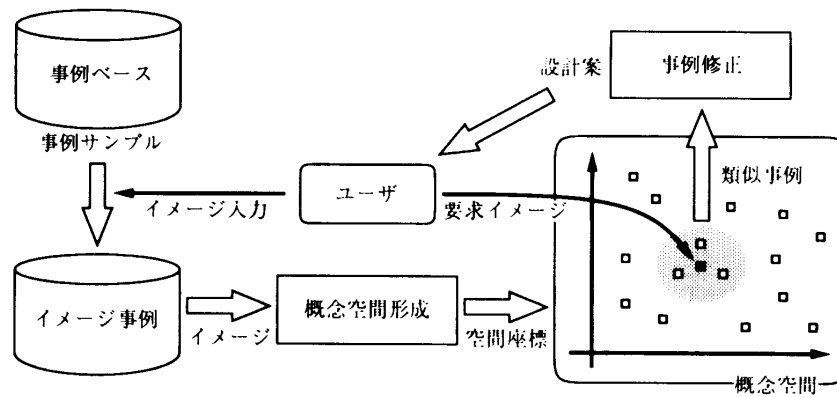 事例ベース
事例サンプル
設計案
事例修正
類似事例
ユーザ
イメージ入力
要求イメージ
イメージ事例
イメージ
概念空間形成
空間座標
概念空間